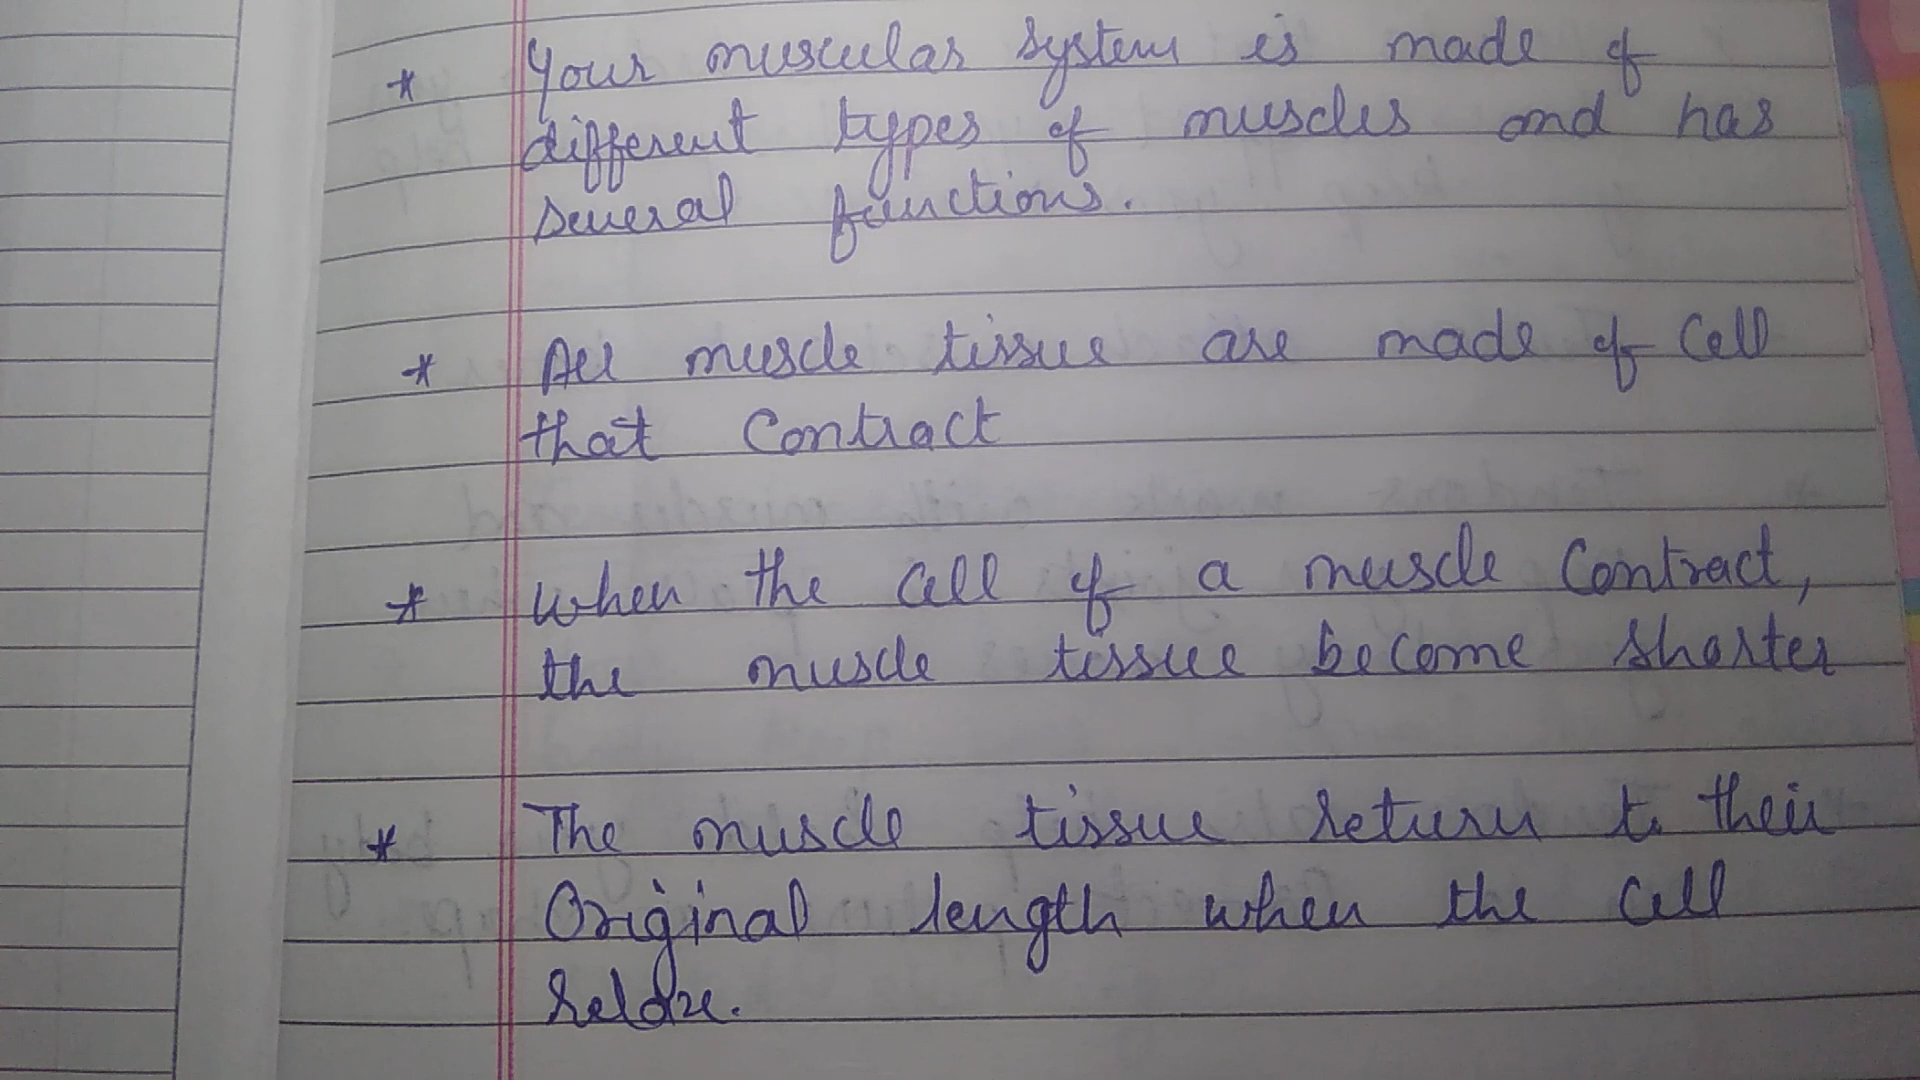 * Your muscular system is made of
different types of muscles and has
several functions.
* All muscle tissue are made of Cell
that Contract
* When the Cell of a muscle Contract,
the muscle tissue become shorter
* The muscle tissue return to their
Original length when the Cell
relax.